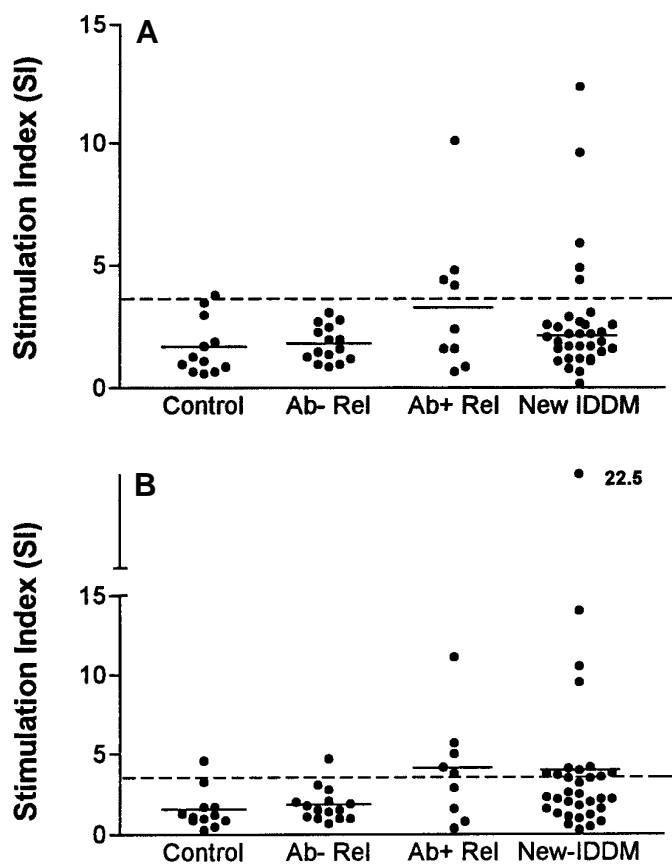 A
Stimulation Index (SI)
15
10
5
0
Control Ab- Rel Ab+ Rel New IDDM
B
22.5
Stimulation Index (SI)
15
10
5
0
Control Ab- Rel Ab+ Rel New-IDDM